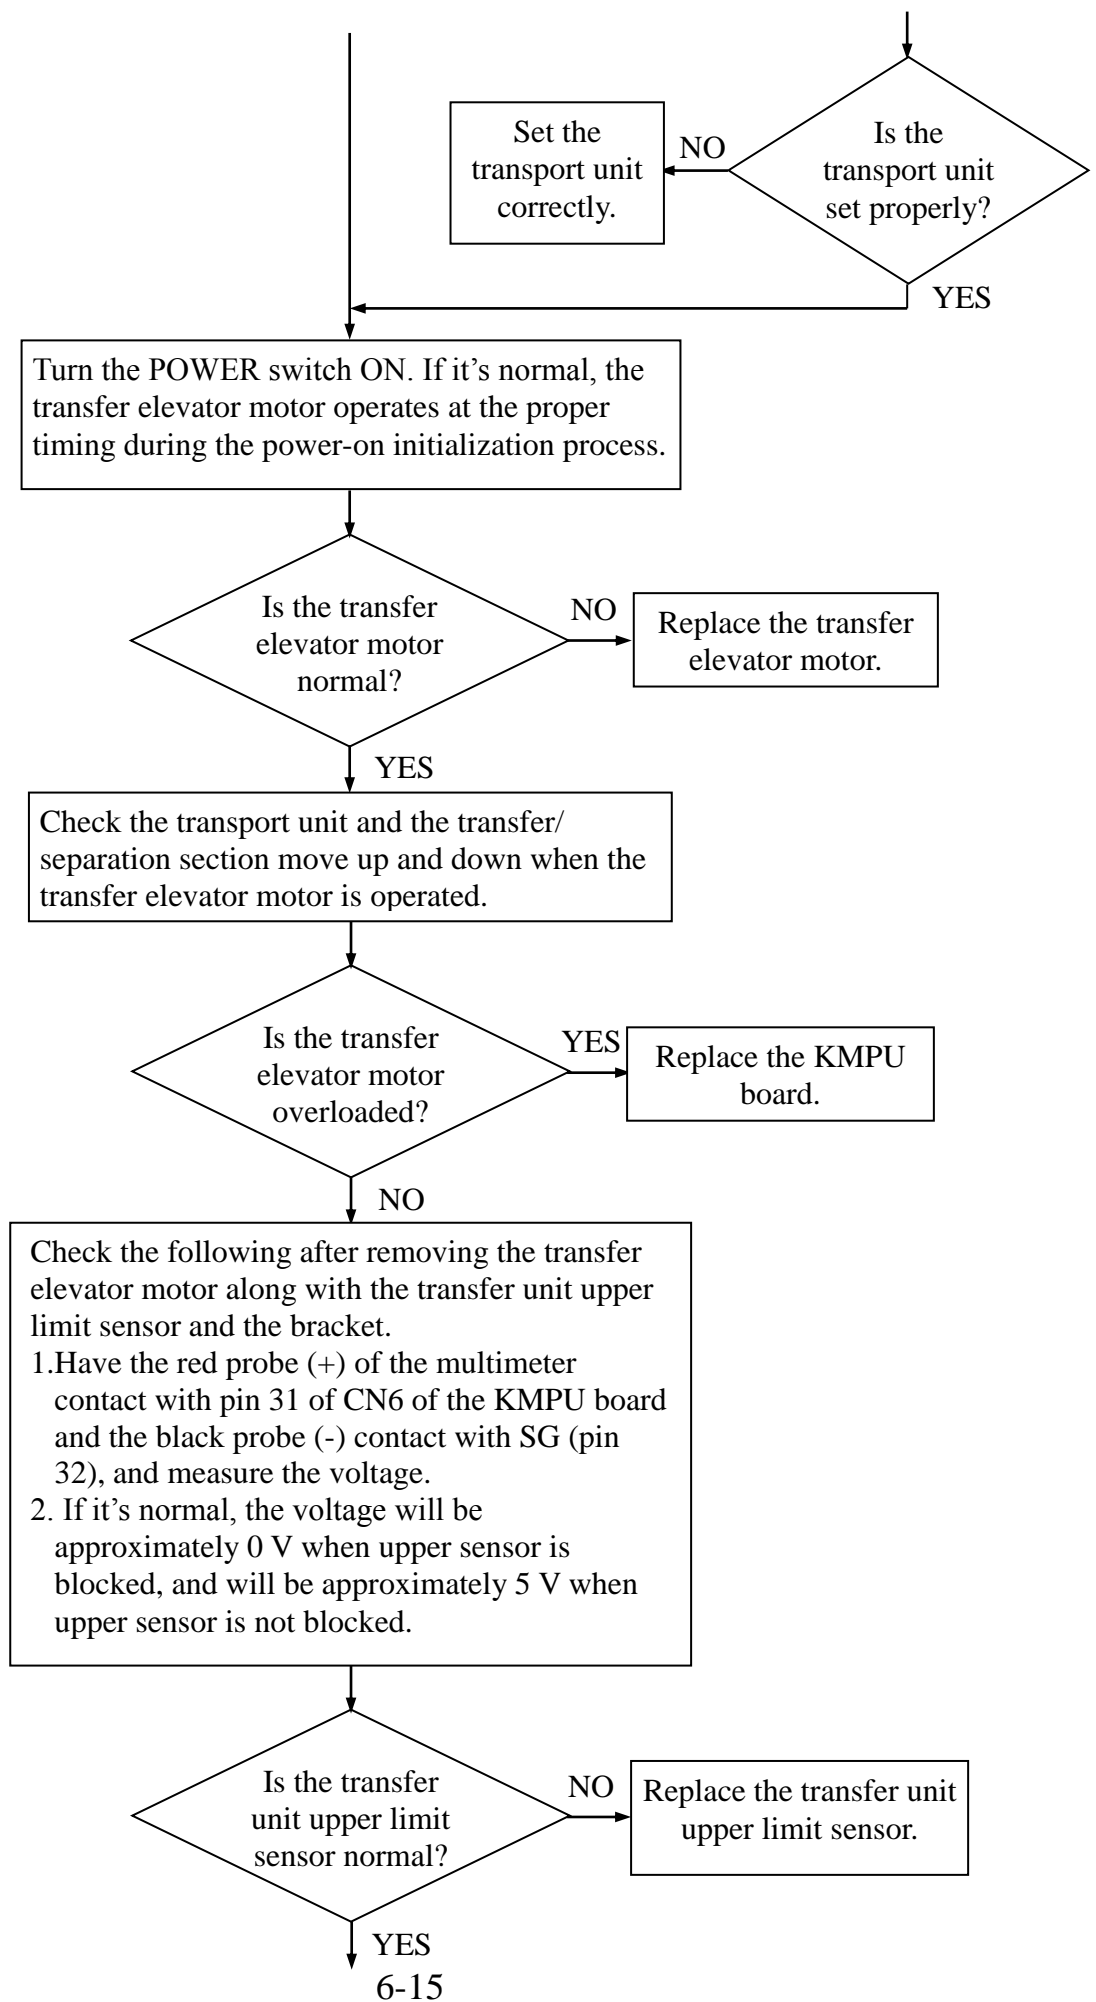 Is the
transport unit
set properly?
NO
Set the
transport unit
correctly.
YES
Turn the POWER switch ON. If it’s normal, the
transfer elevator motor operates at the proper
timing during the power-on initialization process.
Is the transfer
elevator motor
normal?
NO
Replace the transfer
elevator motor.
YES
Check the transport unit and the transfer/
separation section move up and down when the
transfer elevator motor is operated.
Is the transfer
elevator motor
overloaded?
YES
Replace the KMPU
board.
NO
Check the following after removing the transfer
elevator motor along with the transfer unit upper
limit sensor and the bracket.
1.Have the red probe (+) of the multimeter
contact with pin 31 of CN6 of the KMPU board
and the black probe (-) contact with SG (pin
32), and measure the voltage.
2. If it’s normal, the voltage will be
approximately 0 V when upper sensor is
blocked, and will be approximately 5 V when
upper sensor is not blocked.
Is the transfer
unit upper limit
sensor normal?
NO
Replace the transfer unit
upper limit sensor.
YES
6-15